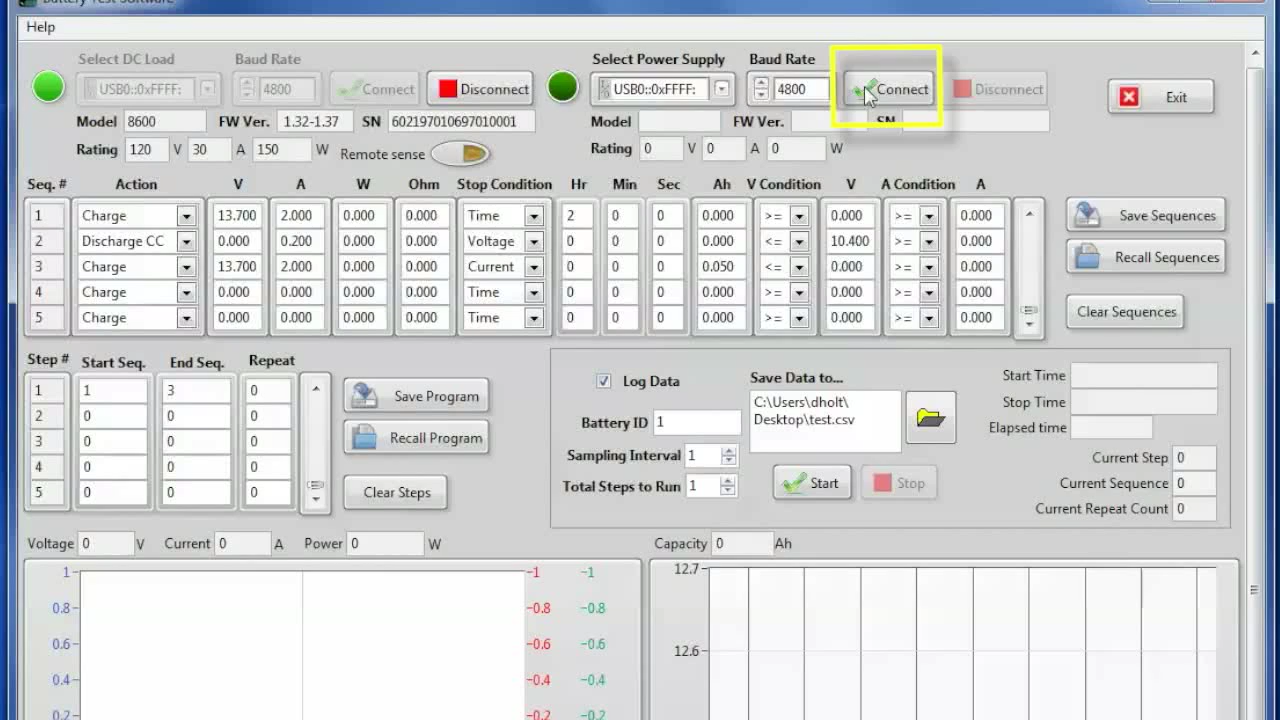 Battery Test Software
Help
Select DC Load Baud Rate Select Power Supply Baud Rate
USB0::0xFFFF: 4800 Connect Disconnect USB0::0xFFFF: 4800 Connect Disconnect Exit
Model 8600 FW Ver. 1.32-1.37 SN 602197010697010001 Model FW Ver. SN
Rating 120 V 30 A 150 W Remote sense Rating 0 V 0 A 0 W
Seq. # Action V A W Ohm Stop Condition Hr Min Sec Ah V Condition V A Condition A
1 Charge 13.700 2.000 0.000 0.000 Time 2 0 0 0.000 >= 0.000 >= 0.000 Save Sequences
2 Discharge CC 0.000 0.200 0.000 0.000 Voltage 0 0 0 0.000 <= 10.400 >= 0.000
3 Charge 13.700 2.000 0.000 0.000 Current 0 0 0 0.050 <= 0.000 >= 0.000 Recall Sequences
4 Charge 0.000 0.000 0.000 0.000 Time 0 0 0 0.000 >= 0.000 >= 0.000
5 Charge 0.000 0.000 0.000 0.000 Time 0 0 0 0.000 >= 0.000 >= 0.000 Clear Sequences
Step # Start Seq. End Seq. Repeat
1 1 3 0
2 0 0 0
3 0 0 0
4 0 0 0
5 0 0 0
Save Program
Recall Program
Clear Steps
Log Data
Battery ID 1
Sampling Interval 1
Total Steps to Run 1
Save Data to...
C:\Users\dholt\
Desktop\test.csv
Start Stop
Start Time
Stop Time
Elapsed time
Current Step 0
Current Sequence 0
Current Repeat Count 0
Voltage 0 V Current 0 A Power 0 W Capacity 0 Ah
1 -1 -1 12.7
0.8 -0.8 -0.8
0.6 -0.6 -0.6 12.6
0.4 -0.4 -0.4
0.2 -0.2 -0.2